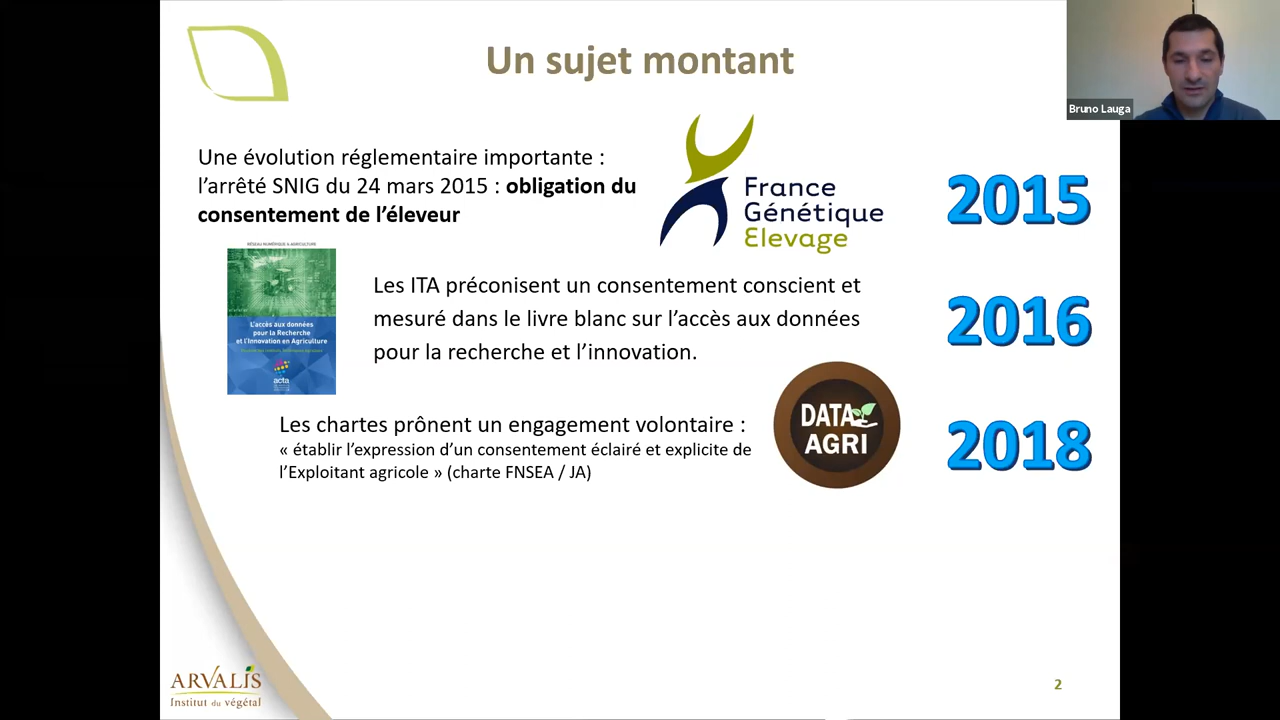 Un sujet montant
Bruno Lauga
Une évolution réglementaire importante :
l'arrêté SNIG du 24 mars 2015 : obligation du
consentement de l'éleveur
France
Génétique
Elevage
2015
RÉSEAU NUMÉRIQUE & AGRICULTURE
L'accès aux données
pour la Recherche
et l'Innovation en Agriculture
acta
Les ITA préconisent un consentement conscient et
mesuré dans le livre blanc sur l'accès aux données
pour la recherche et l'innovation.
2016
Les chartes prônent un engagement volontaire :
« établir l'expression d'un consentement éclairé et explicite de
l'Exploitant agricole » (charte FNSEA / JA)
DATA
AGRI
2018
ARVALIS
Institut du végétal
2